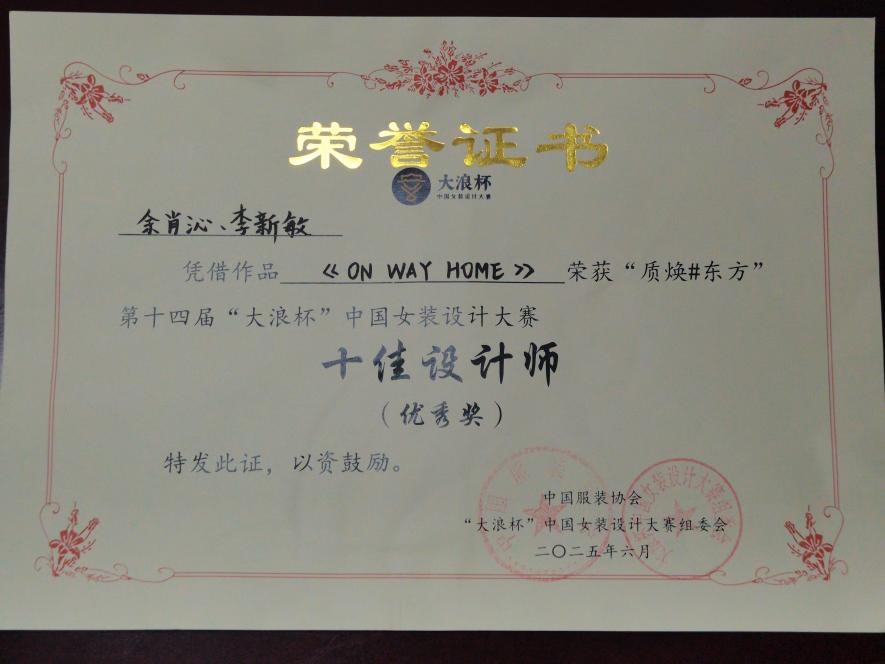 荣誉证书
大浪杯
中国女装设计大赛
余肖沁、李新敏
凭借作品 《ON WAY HOME》 荣获“质焕#东方”
第十四届“大浪杯”中国女装设计大赛
十佳设计师
（优秀奖）
特发此证，以资鼓励。
中国服装协会
“大浪杯”中国女装设计大赛组委会
二〇二五年六月